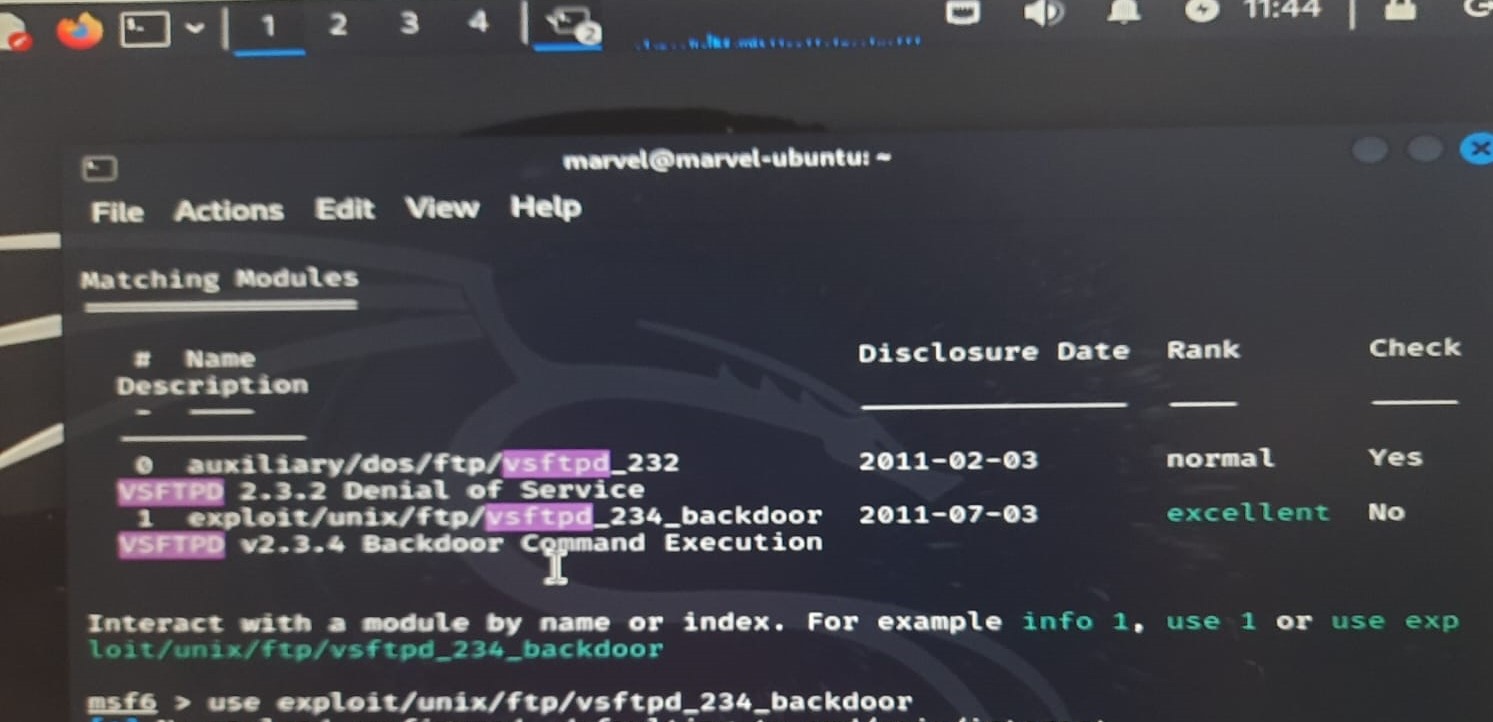 1 2 3 4 2 11:44
marvel@marvel-ubuntu: ~
File Actions Edit View Help
Matching Modules
# Name Disclosure Date Rank Check
Description
0 auxiliary/dos/ftp/vsftpd_232 2011-02-03 normal Yes
VSFTPD 2.3.2 Denial of Service
1 exploit/unix/ftp/vsftpd_234_backdoor 2011-07-03 excellent No
VSFTPD v2.3.4 Backdoor Command Execution
Interact with a module by name or index. For example info 1, use 1 or use exp
loit/unix/ftp/vsftpd_234_backdoor
msf6 > use exploit/unix/ftp/vsftpd_234_backdoor